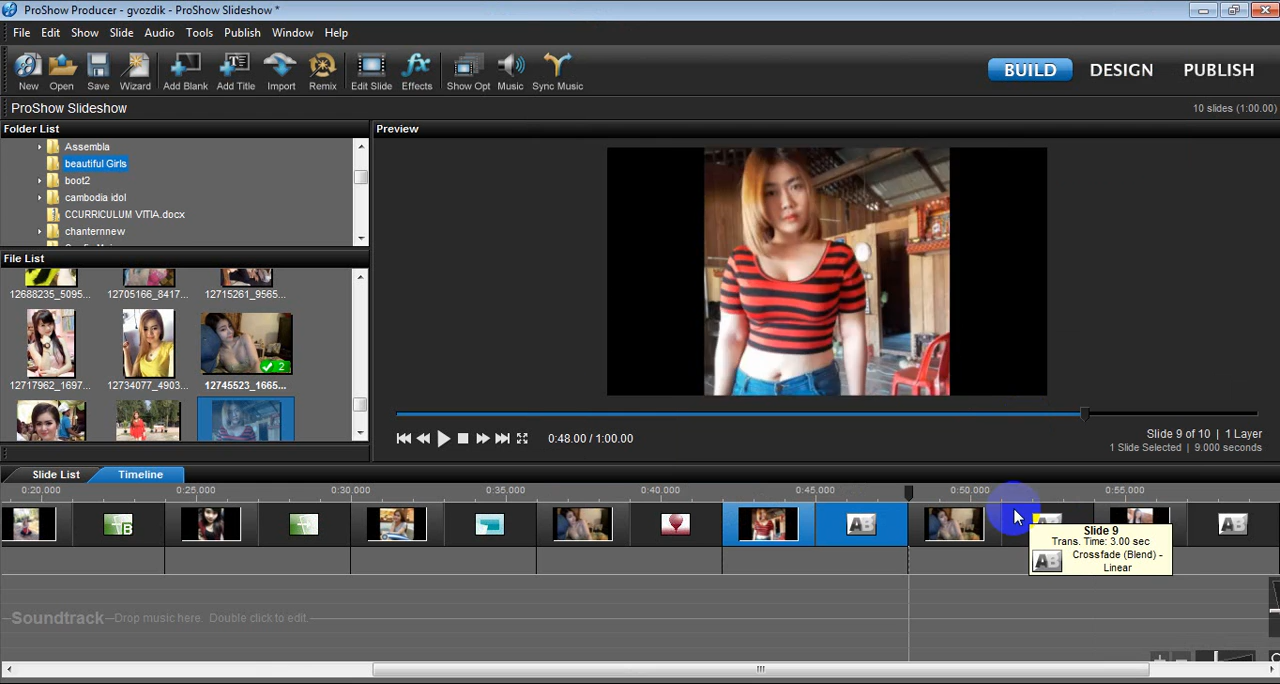 ProShow Producer - gvozdik - ProShow Slideshow *
File Edit Show Slide Audio Tools Publish Window Help
New Open Save Wizard Add Blank Add Title Import Remix Edit Slide Effects Show Opt Music Sync Music
BUILD DESIGN PUBLISH
ProShow Slideshow
10 slides (1:00.00)
Folder List
Preview
Assembla
beautiful Girls
boot2
cambodia idol
CCURRICULUM VITIA.docx
chanternnew
File List
12688235_5095... 12705166_8417... 12715261_9565...
2
12717962_1697... 12734077_4903... 12745523_1665...
0:48.00 / 1:00.00
Slide 9 of 10 | 1 Layer
1 Slide Selected | 9.000 seconds
Slide List Timeline
0:20.000 0:25.000 0:30.000 0:35.000 0:40.000 0:45.000 0:50.000 0:55.000
B AB AB AB
Slide 9
Trans. Time: 3.00 sec
AB Crossfade (Blend) -
Linear
Soundtrack Drop music here. Double click to edit.